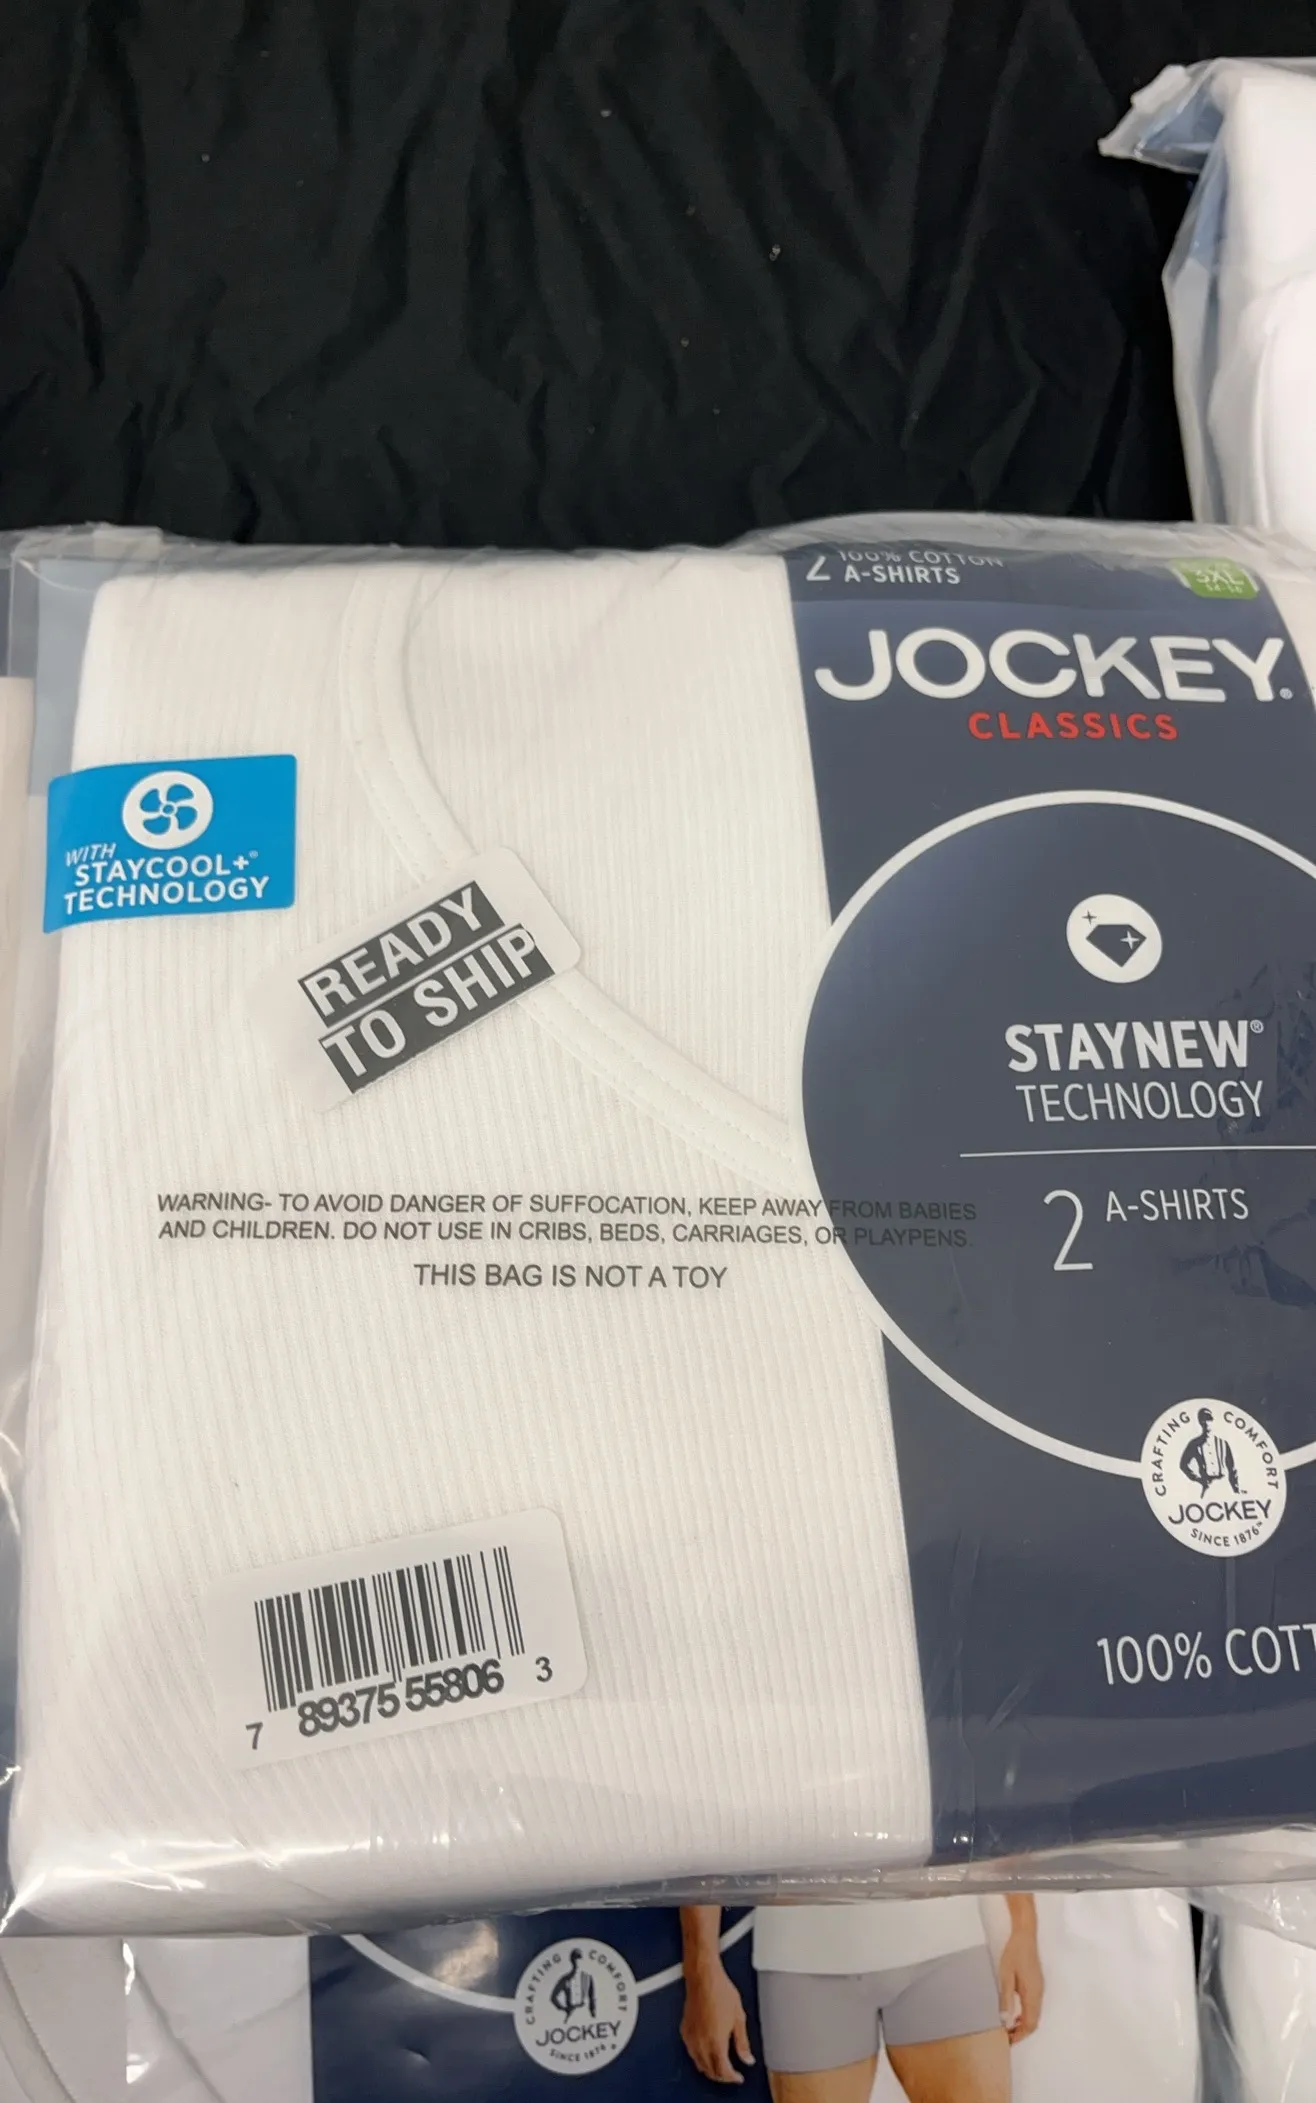 2 100% COTTON
A-SHIRTS
3XL
JOCKEY.
CLASSICS
WITH
STAYCOOL+®
TECHNOLOGY
READY
TO SHIP
STAYNEW®
TECHNOLOGY
2 A-SHIRTS
WARNING- TO AVOID DANGER OF SUFFOCATION, KEEP AWAY FROM BABIES
AND CHILDREN. DO NOT USE IN CRIBS, BEDS, CARRIAGES, OR PLAYPENS.
THIS BAG IS NOT A TOY
CRAFTING COMFORT
JOCKEY
SINCE 1876™
7 89375 55806 3
100% COTT
CRAFTING COMFORT
JOCKEY
SINCE 1876